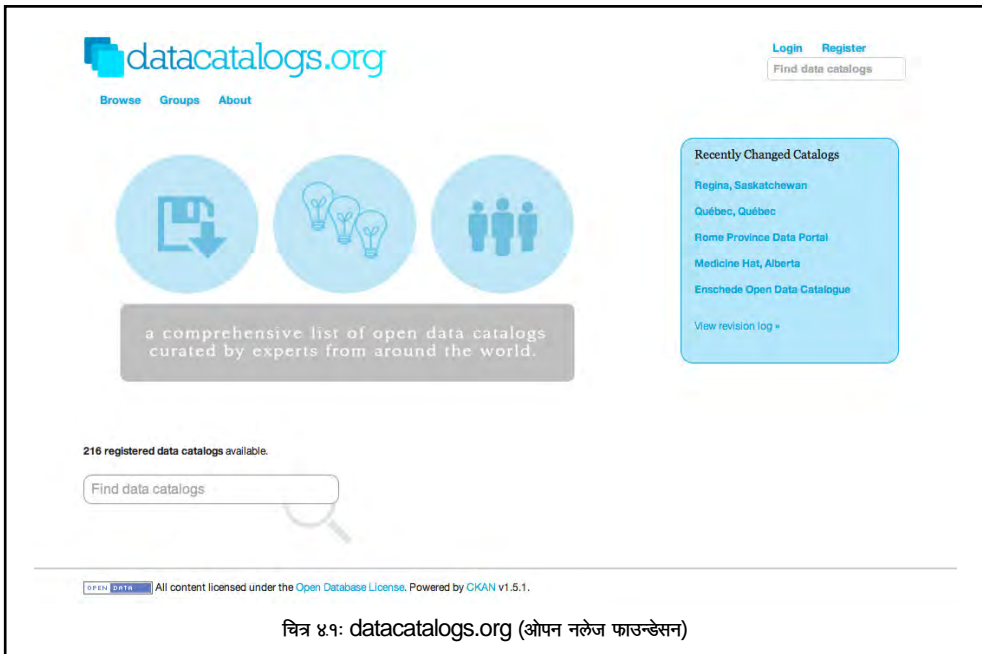 datacatalogs.org
Login Register
Find data catalogs
Browse Groups About
a comprehensive list of open data catalogs
curated by experts from around the world.
Recently Changed Catalogs
Regina, Saskatchewan
Québec, Québec
Rome Province Data Portal
Medicine Hat, Alberta
Enschede Open Data Catalogue
View revision log »
216 registered data catalogs available.
Find data catalogs
OPEN DATA All content licensed under the Open Database License. Powered by CKAN v1.5.1.
चित्र ४.१: datacatalogs.org (ओपन नलेज फाउन्डेसन)